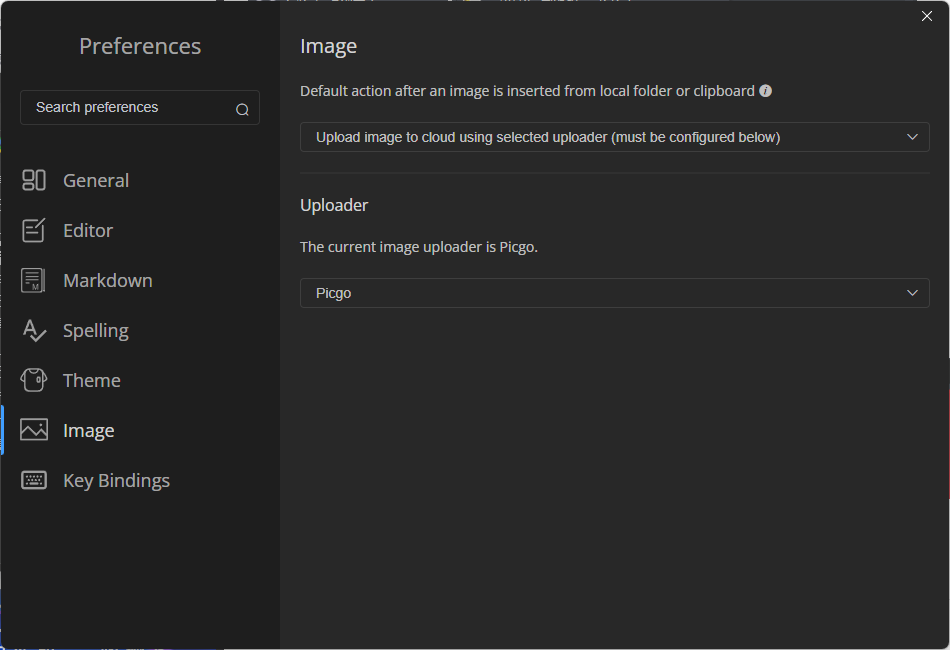 Preferences
Search preferences
General
Editor
Markdown
Spelling
Theme
Image
Key Bindings
Image
Default action after an image is inserted from local folder or clipboard
Upload image to cloud using selected uploader (must be configured below)
Uploader
The current image uploader is Picgo.
Picgo